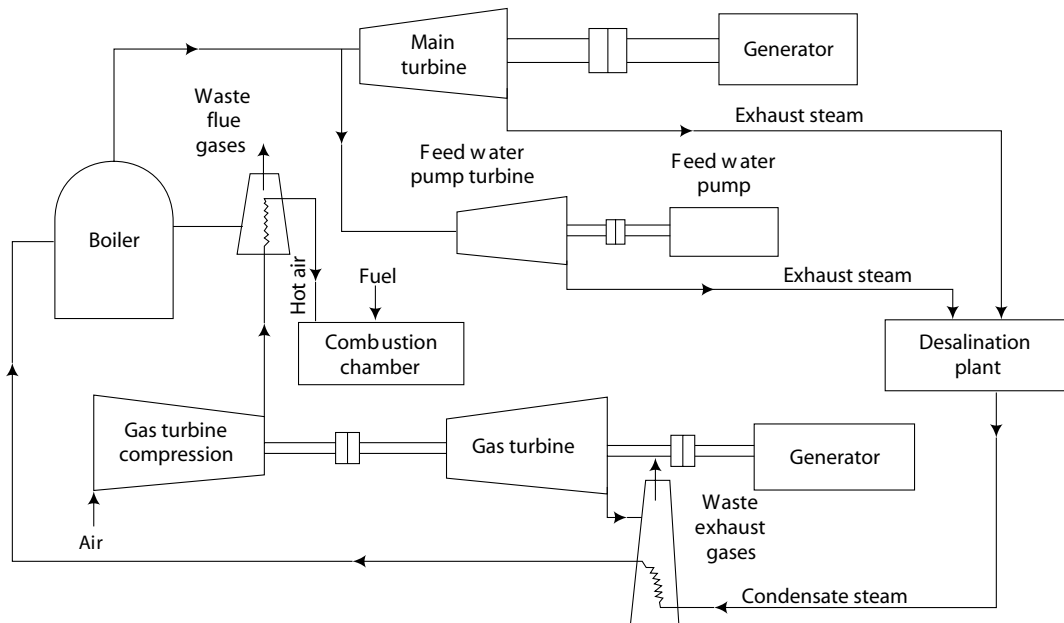 Main
turbine
Generator
Waste
flue
gases
Exhaust steam
Feed water
pump turbine
Feed water
pump
Boiler
Hot air
Fuel
Exhaust steam
Combustion
chamber
Desalination
plant
Gas turbine
compression
Gas turbine
Generator
Air
Waste
exhaust
gases
Condensate steam